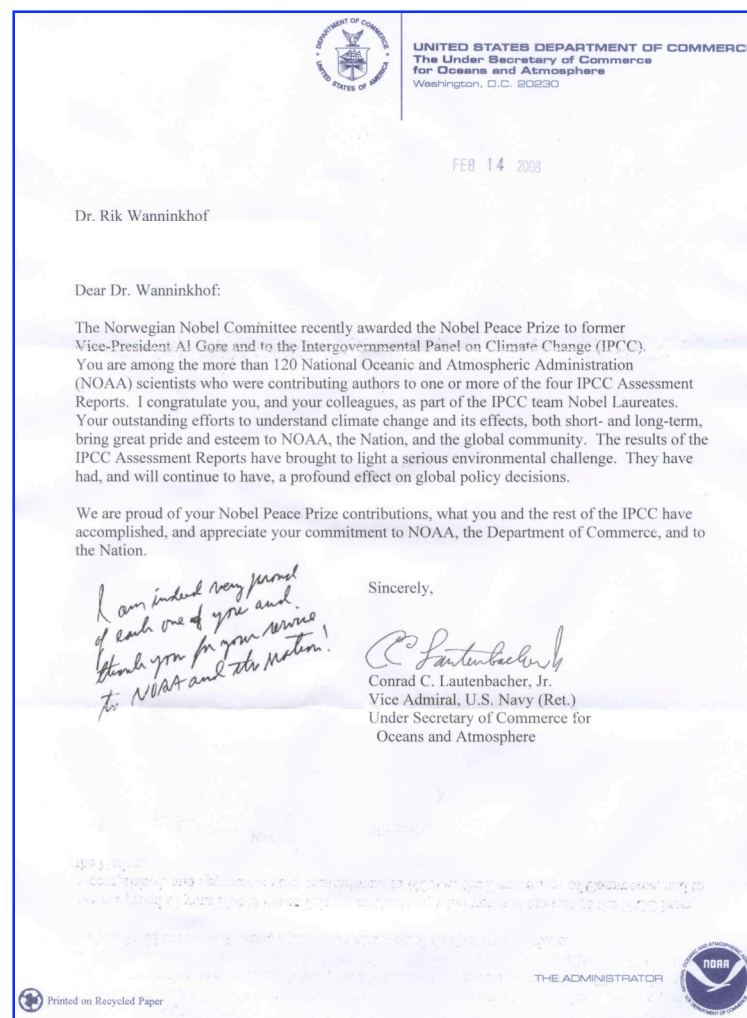 DEPARTMENT OF COMMERCE
UNITED STATES OF AMERICA
UNITED STATES DEPARTMENT OF COMMERC
The Under Secretary of Commerce
for Oceans and Atmosphere
Washington, D.C. 20230
FEB 14 2008
Dr. Rik Wanninkhof
Dear Dr. Wanninkhof:
The Norwegian Nobel Committee recently awarded the Nobel Peace Prize to former
Vice-President Al Gore and to the Intergovernmental Panel on Climate Change (IPCC).
You are among the more than 120 National Oceanic and Atmospheric Administration
(NOAA) scientists who were contributing authors to one or more of the four IPCC Assessment
Reports. I congratulate you, and your colleagues, as part of the IPCC team Nobel Laureates.
Your outstanding efforts to understand climate change and its effects, both short- and long-term,
bring great pride and esteem to NOAA, the Nation, and the global community. The results of the
IPCC Assessment Reports have brought to light a serious environmental challenge. They have
had, and will continue to have, a profound effect on global policy decisions.
We are proud of your Nobel Peace Prize contributions, what you and the rest of the IPCC have
accomplished, and appreciate your commitment to NOAA, the Department of Commerce, and to
the Nation.
I am indeed very proud
of each one of you and
thank you for your service
to NOAA and the Nation!
Sincerely,
CC Lautenbacher Jr
Conrad C. Lautenbacher, Jr.
Vice Admiral, U.S. Navy (Ret.)
Under Secretary of Commerce for
Oceans and Atmosphere
THE ADMINISTRATOR
NOAA
Printed on Recycled Paper